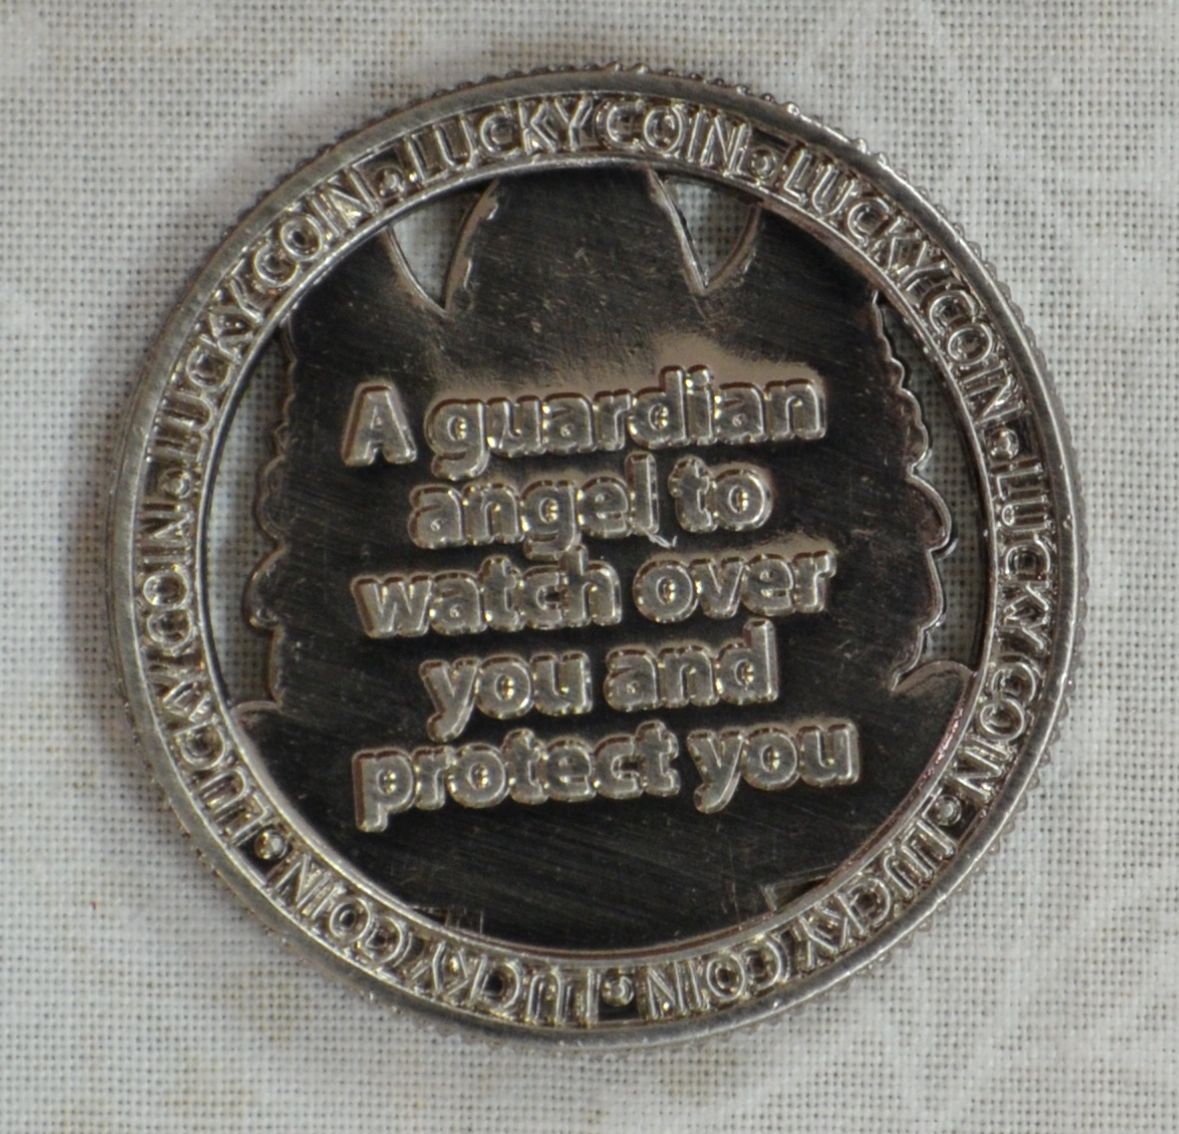 LUCKY COIN • LUCKY COIN • LUCKY COIN • LUCKY COIN • LUCKY COIN • LUCKY COIN • LUCKY COIN •
A guardian
angel to
watch over
you and
protect you